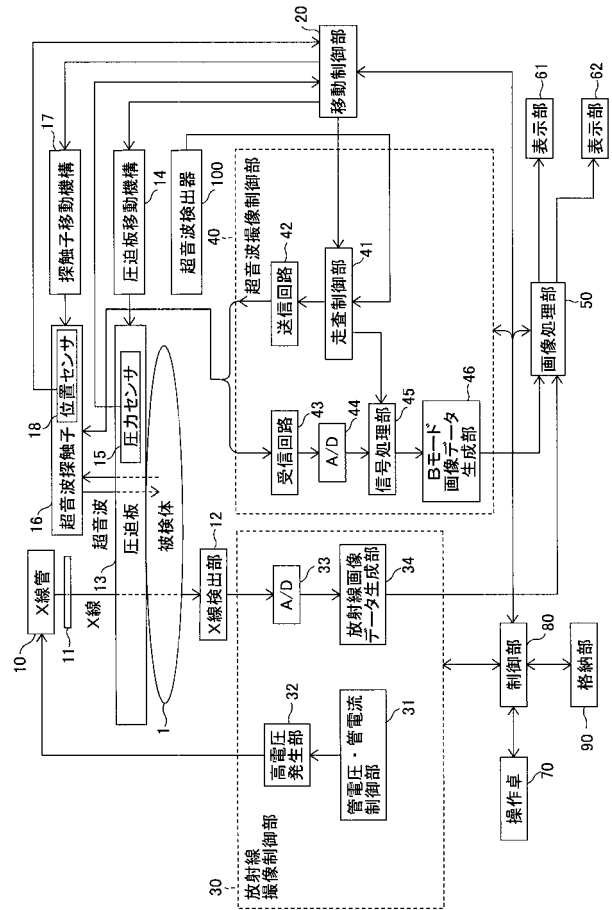 10
X線管
11
X線
16
超音波探触子
18
位置センサ
探触子移動機構
17
超音波
13
圧迫板
15
圧力センサ
圧迫板移動機構
14
超音波検出器
100
移動制御部
20
1
被検体
X線検出部
12
40
超音波撮像制御部
送信回路
42
走査制御部
41
受信回路
43
A/D
44
信号処理部
45
Bモード
画像データ
生成部
46
30
放射線
撮像制御部
高電圧
発生部
32
管電圧・管電流
制御部
31
A/D
33
放射線画像
データ生成部
34
画像処理部
50
表示部
61
表示部
62
操作卓
70
制御部
80
格納部
90